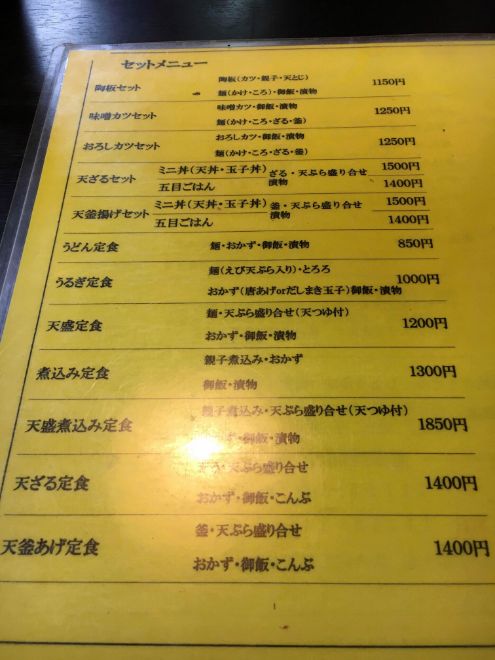 セットメニュー
陶板(カツ・親子・天とじ)
陶板セット 1150円
麺(かけ・ころ)・御飯・漬物
味噌カツ・御飯・漬物
味噌カツセット 1250円
麺(かけ・ころ・ざる・釜)
おろしカツ・御飯・漬物
おろしカツセット 1250円
麺(かけ・ころ・ざる・釜)
天ざるセット ミニ丼(天丼・玉子丼) ざる・天ぷら盛り合せ 1500円
五目ごはん 漬物 1400円
天釜揚げセット ミニ丼(天丼・玉子丼) 釜・天ぷら盛り合せ 1500円
五目ごはん 漬物 1400円
うどん定食 麺・おかず・御飯・漬物 850円
麺(えび天ぷら入り)・とろろ
うるぎ定食 1000円
おかず(唐あげorだしまき玉子)御飯・漬物
麺・天ぷら盛り合せ(天つゆ付)
天盛定食 1200円
おかず・御飯・漬物
親子煮込み・おかず
煮込み定食 1300円
御飯・漬物
親子煮込み・天ぷら盛り合せ(天つゆ付)
天盛煮込み定食 1850円
おかず・御飯・漬物
ざる・天ぷら盛り合せ
天ざる定食 1400円
おかず・御飯・こんぶ
釜・天ぷら盛り合せ
天釜あげ定食 1400円
おかず・御飯・こんぶ